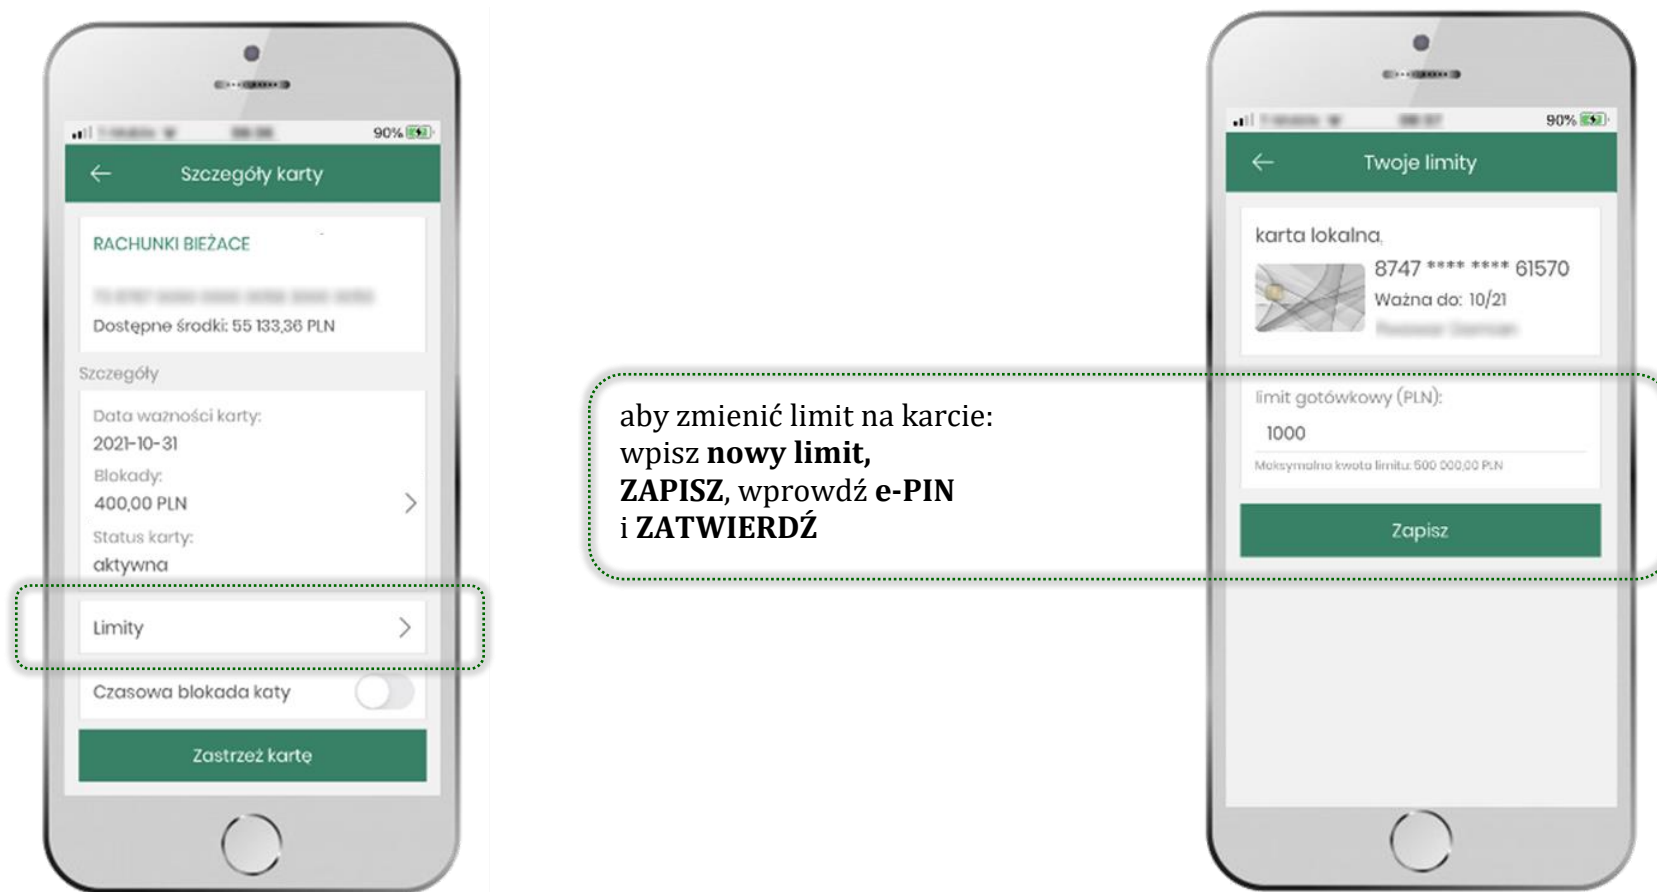 90%
Szczegóły karty
RACHUNKI BIEŻACE
Dostępne środki: 55 133,36 PLN
Szczegóły
Data ważności karty:
2021-10-31
Blokady:
400,00 PLN
Status karty:
aktywna
Limity
Czasowa blokada katy
Zastrzeż kartę
aby zmienić limit na karcie:
wpisz nowy limit,
ZAPISZ, wprowdź e-PIN
i ZATWIERDŹ
90%
Twoje limity
karta lokalna,
8747 **** **** 61570
Ważna do: 10/21
limit gotówkowy (PLN):
1000
Maksymalna kwota limitu: 500 000,00 PLN
Zapisz